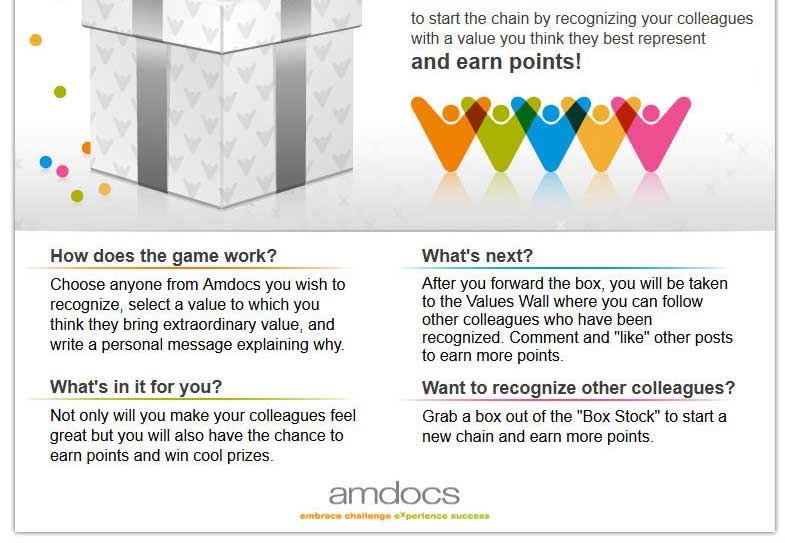 to start the chain by recognizing your colleagues
with a value you think they best represent
and earn points!
How does the game work?
Choose anyone from Amdocs you wish to
recognize, select a value to which you
think they bring extraordinary value, and
write a personal message explaining why.
What's in it for you?
Not only will you make your colleagues feel
great but you will also have the chance to
earn points and win cool prizes.
What's next?
After you forward the box, you will be taken
to the Values Wall where you can follow
other colleagues who have been
recognized. Comment and "like" other posts
to earn more points.
Want to recognize other colleagues?
Grab a box out of the "Box Stock" to start a
new chain and earn more points.
amdocs
embrace challenge experience success